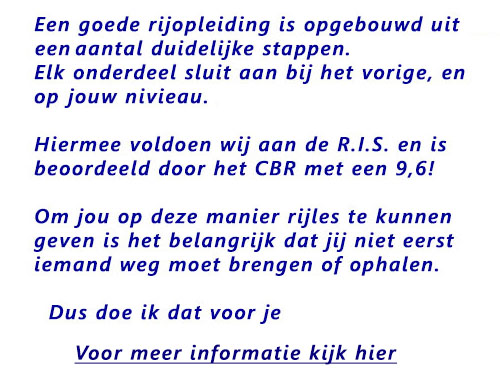 Een goede rijopleiding is opgebouwd uit
een aantal duidelijke stappen.
Elk onderdeel sluit aan bij het vorige, en
op jouw nivieau.
Hiermee voldoen wij aan de R.I.S. en is
beoordeeld door het CBR met een 9,6!
Om jou op deze manier rijles te kunnen
geven is het belangrijk dat jij niet eerst
iemand weg moet brengen of ophalen.
Dus doe ik dat voor je
Voor meer informatie kijk hier